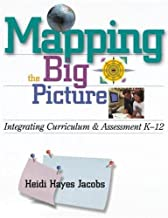 Mapping
the Big
Picture
Integrating Curriculum & Assessment K–12
Heidi Hayes Jacobs